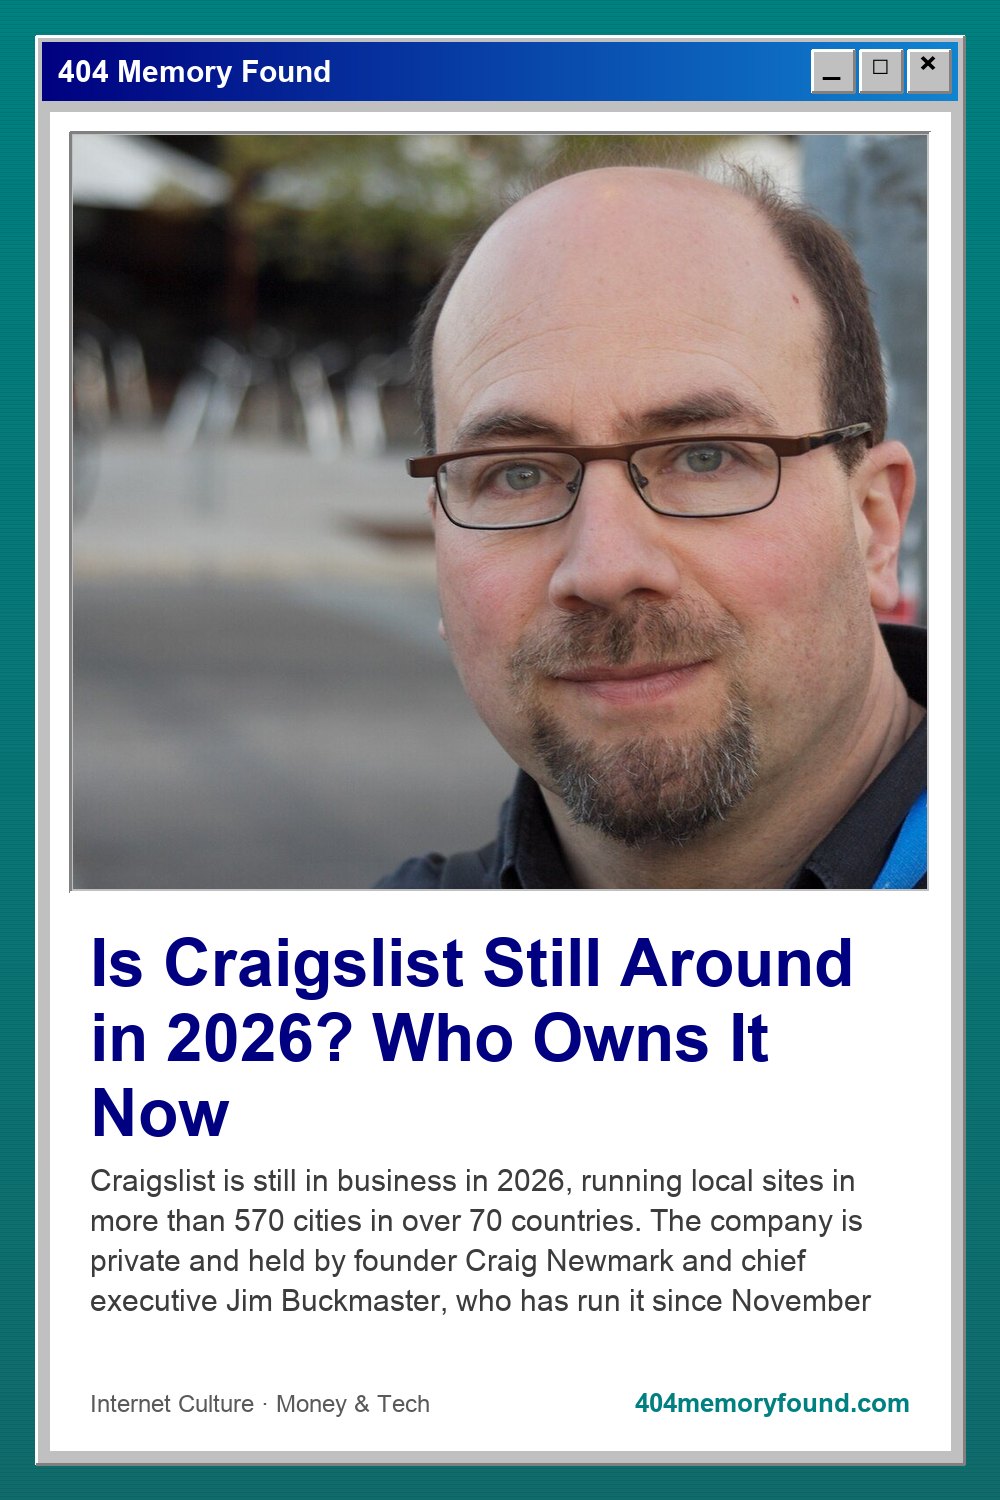 404 Memory Found
Is Craigslist Still Around
in 2026? Who Owns It
Now
Craigslist is still in business in 2026, running local sites in
more than 570 cities in over 70 countries. The company is
private and held by founder Craig Newmark and chief
executive Jim Buckmaster, who has run it since November
Internet Culture · Money & Tech
404memoryfound.com